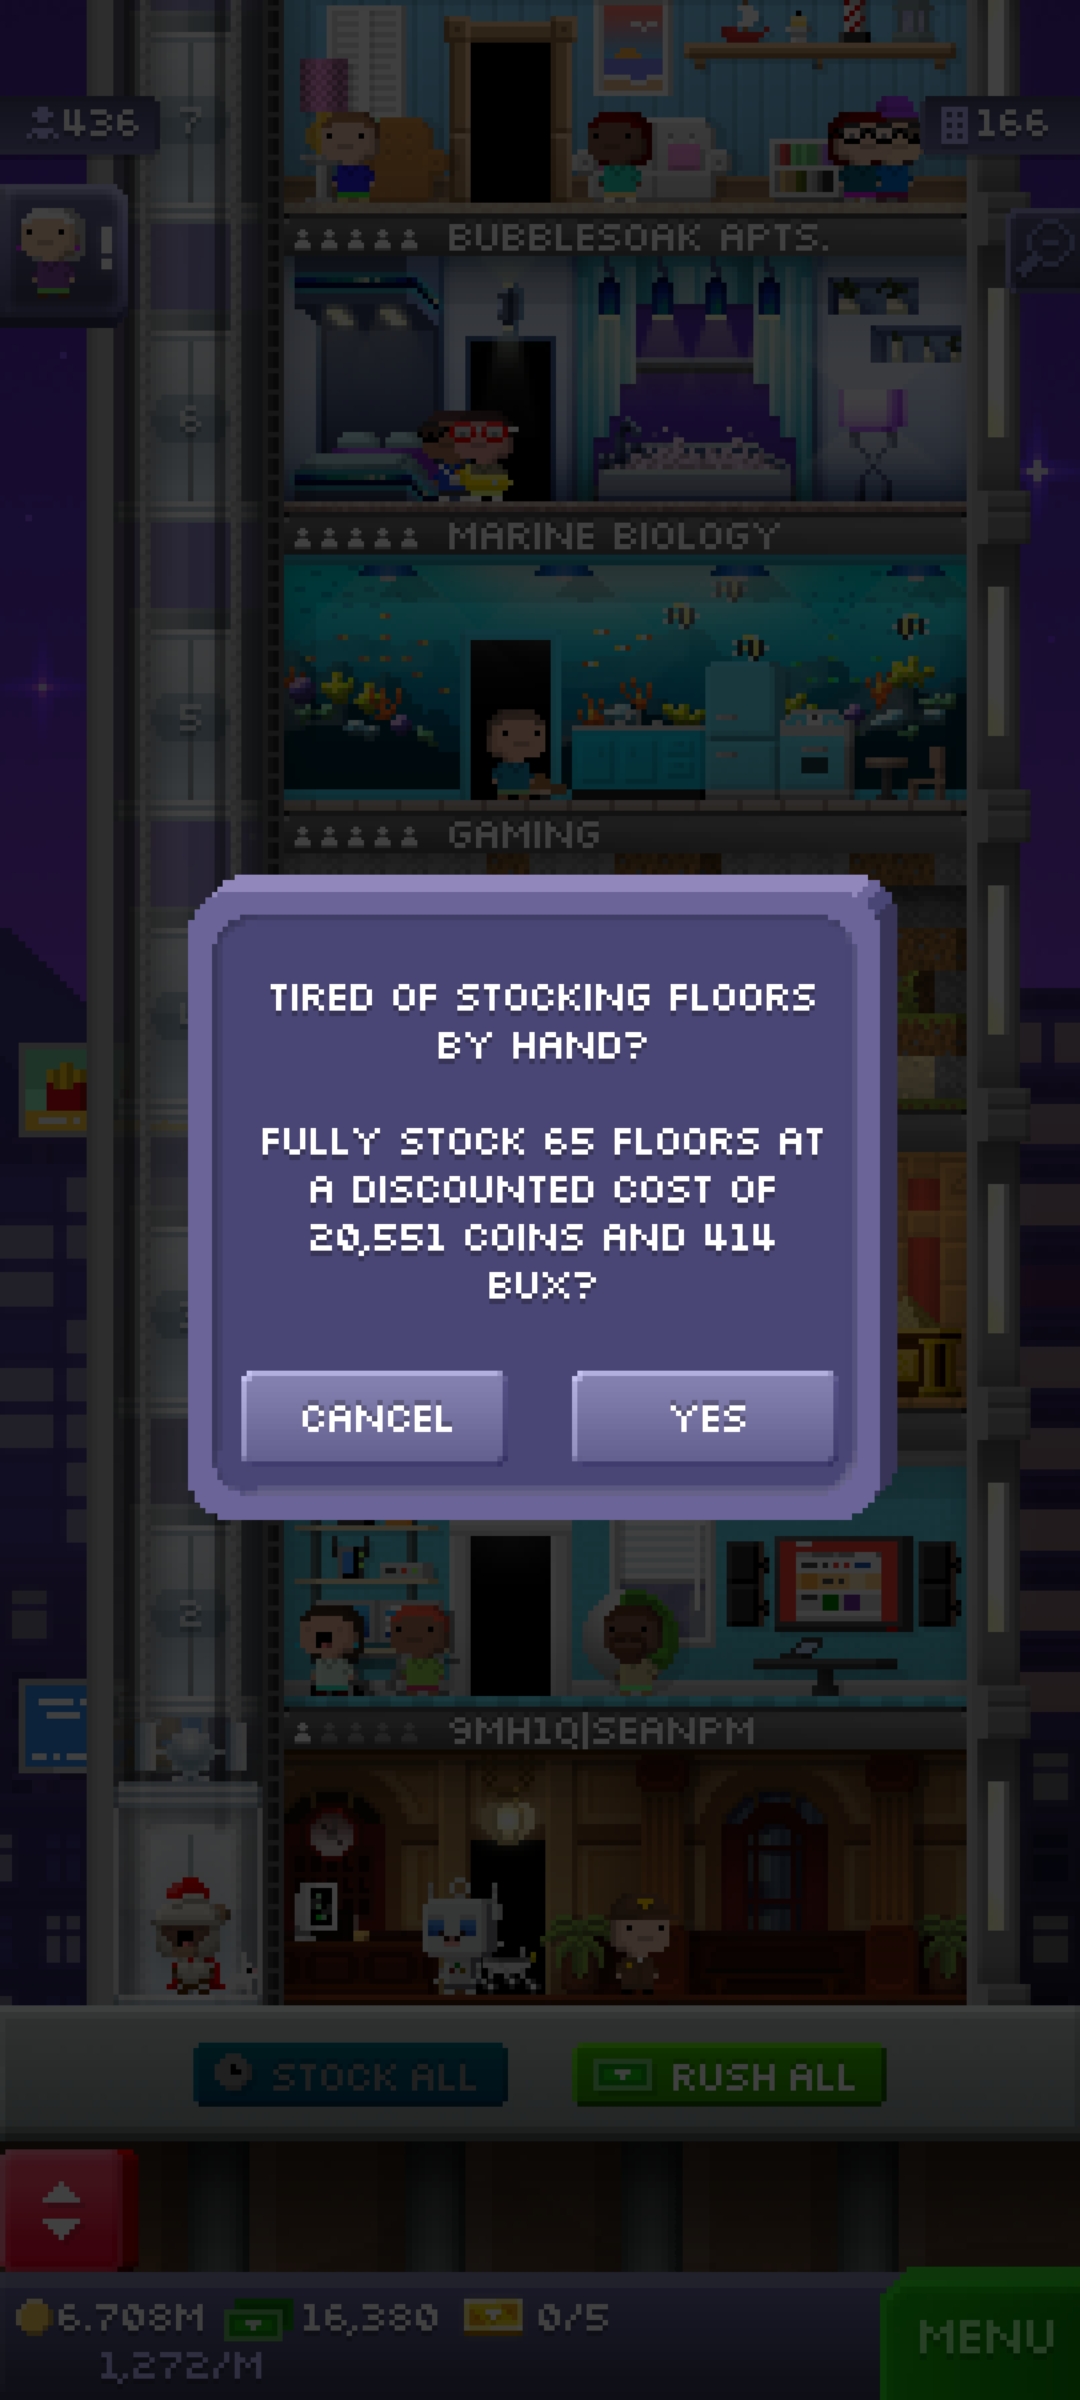 436
7
166
!
BUBBLESOAK APTS.
6
MARINE BIOLOGY
5
GAMING
TIRED OF STOCKING FLOORS
BY HAND?
FULLY STOCK 65 FLOORS AT
A DISCOUNTED COST OF
20,551 COINS AND 414
BUX?
CANCEL
YES
2
9MH1Q|SEANPM
STOCK ALL
RUSH ALL
6.708M
16,380
0/5
1,272/M
MENU